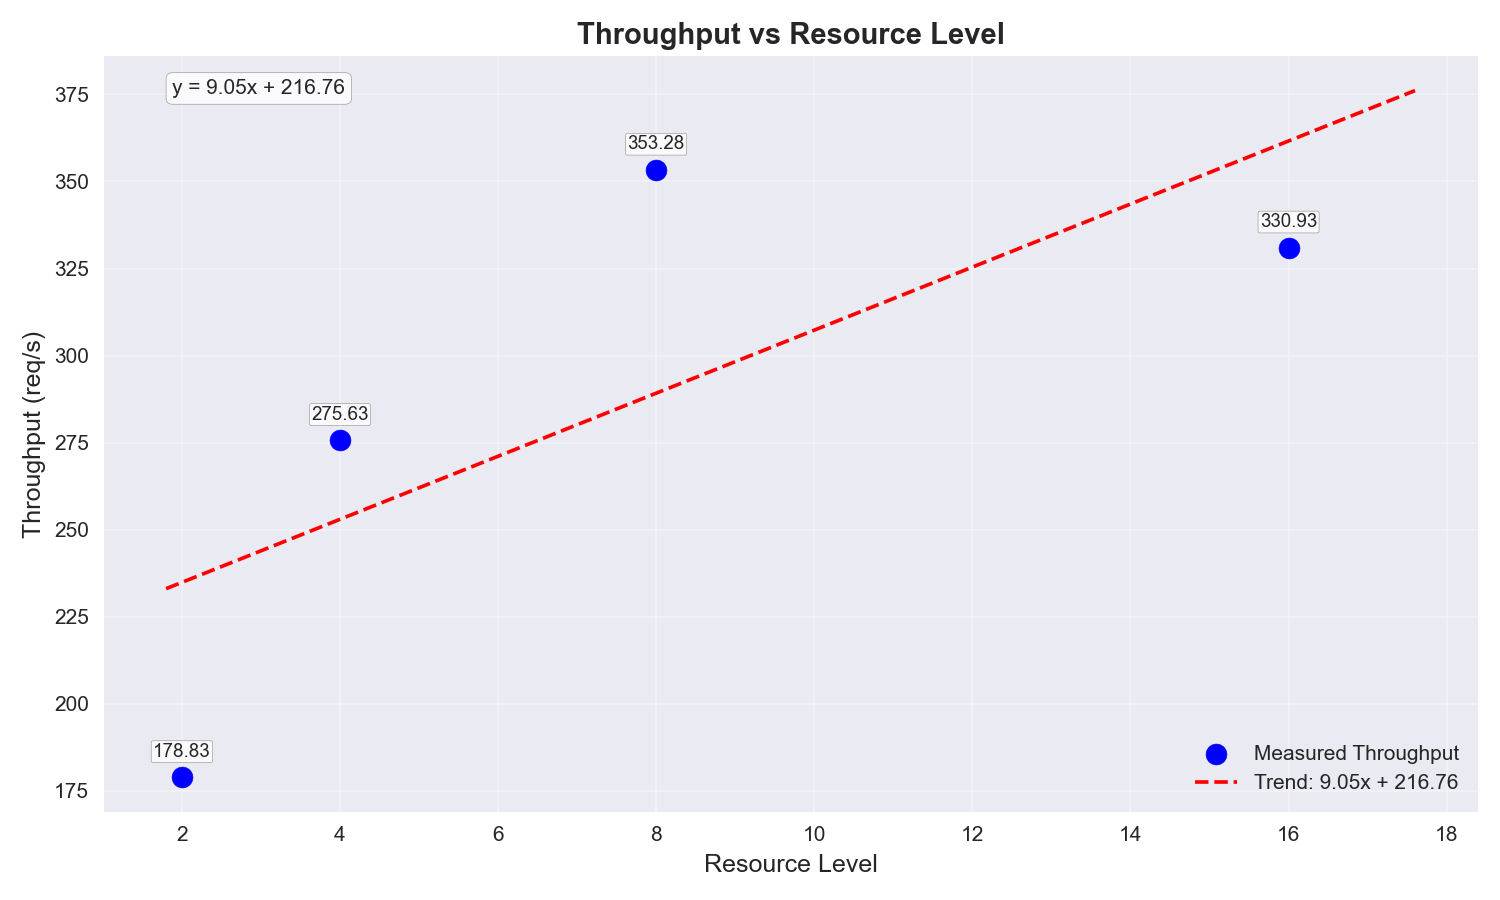 Throughput vs Resource Level
y = 9.05x + 216.76
375
353.28
350
330.93
325
300
275.63
275
250
225
200
178.83
175
Throughput (req/s)
Measured Throughput
Trend: 9.05x + 216.76
2 4 6 8 10 12 14 16 18
Resource Level